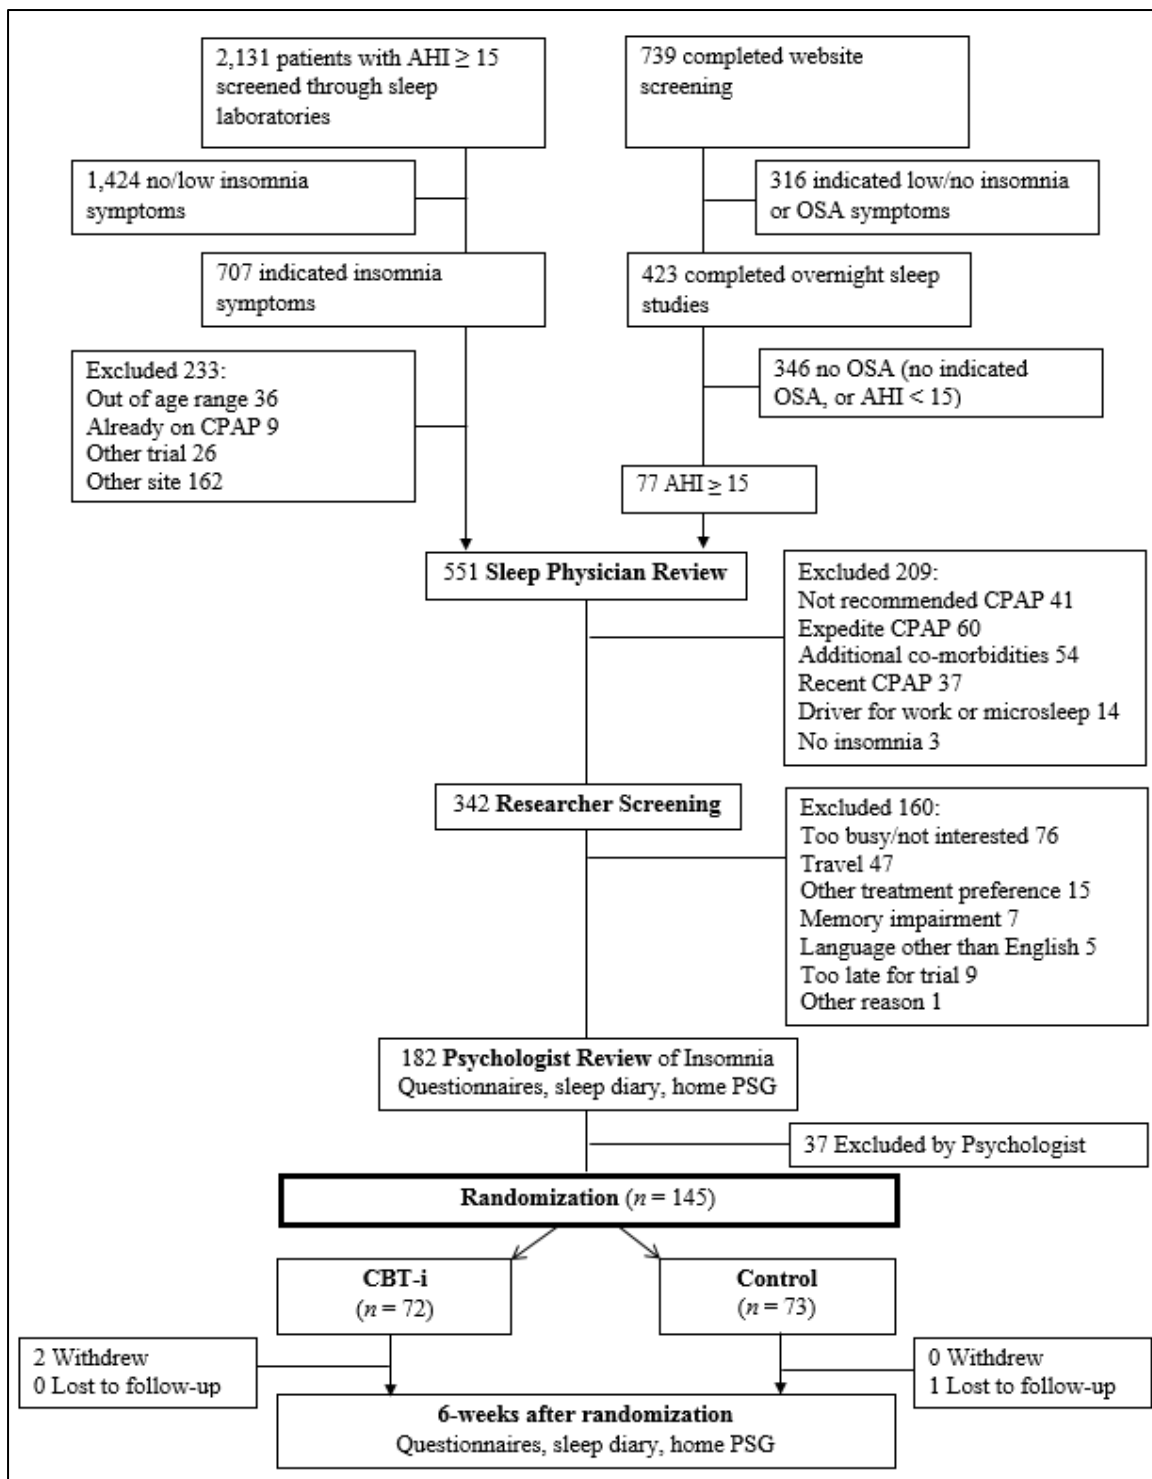 2,131 patients with AHI ≥ 15
screened through sleep
laboratories
739 completed website
screening
1,424 no/low insomnia
symptoms
316 indicated low/no insomnia
or OSA symptoms
707 indicated insomnia
symptoms
423 completed overnight sleep
studies
Excluded 233:
Out of age range 36
Already on CPAP 9
Other trial 26
Other site 162
346 no OSA (no indicated
OSA, or AHI < 15)
77 AHI ≥ 15
551 Sleep Physician Review
Excluded 209:
Not recommended CPAP 41
Expedite CPAP 60
Additional co-morbidities 54
Recent CPAP 37
Driver for work or microsleep 14
No insomnia 3
342 Researcher Screening
Excluded 160:
Too busy/not interested 76
Travel 47
Other treatment preference 15
Memory impairment 7
Language other than English 5
Too late for trial 9
Other reason 1
182 Psychologist Review of Insomnia
Questionnaires, sleep diary, home PSG
37 Excluded by Psychologist
Randomization (n = 145)
CBT-i
(n = 72)
Control
(n = 73)
2 Withdrew
0 Lost to follow-up
0 Withdrew
1 Lost to follow-up
6-weeks after randomization
Questionnaires, sleep diary, home PSG